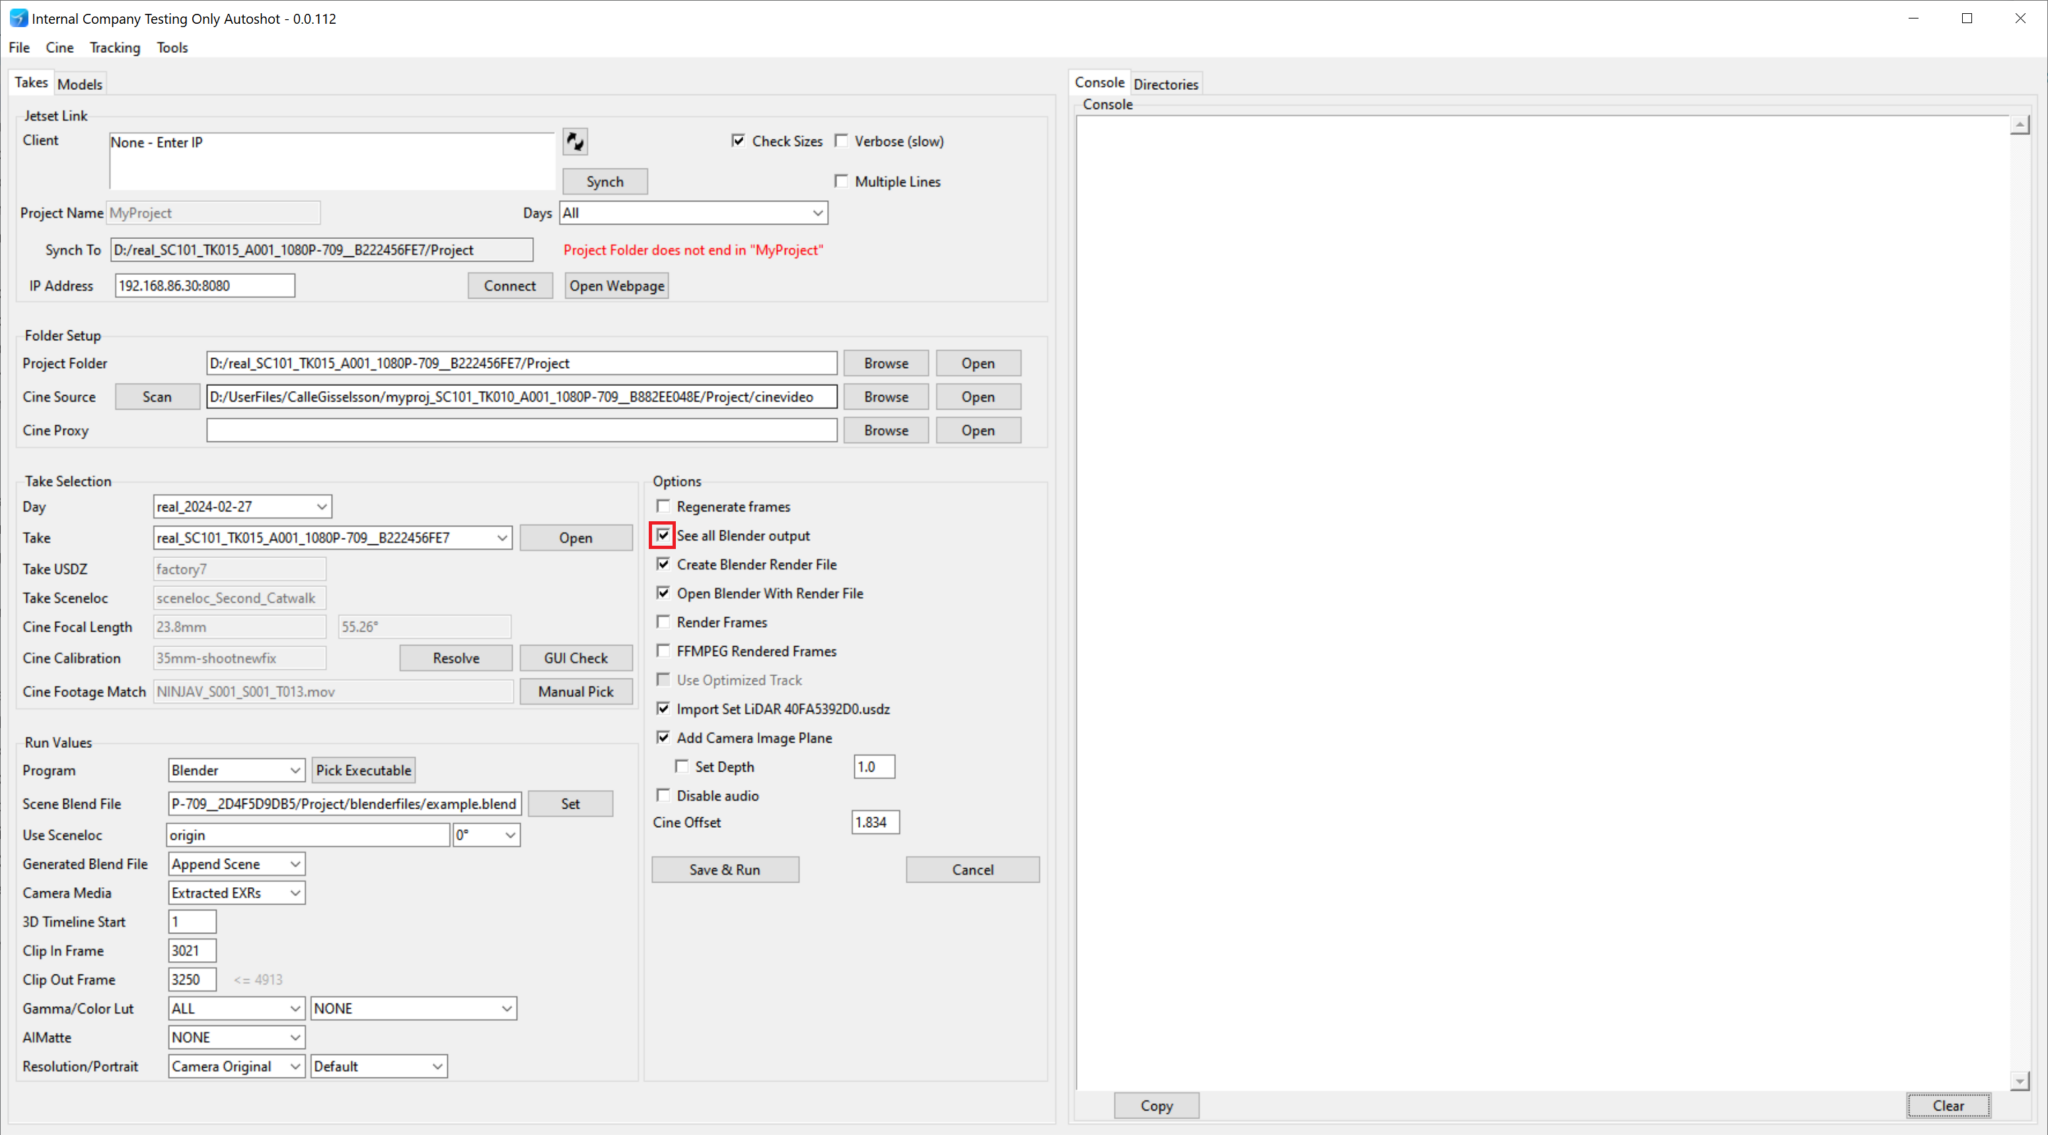 Internal Company Testing Only Autoshot - 0.0.112
File Cine Tracking Tools
Takes Models
Jetset Link
Client None - Enter IP
Check Sizes Verbose (slow)
Synch
Multiple Lines
Project Name MyProject Days All
Synch To D:/real_SC101_TK015_A001_1080P-709__B222456FE7/Project Project Folder does not end in "MyProject"
IP Address 192.168.86.30:8080 Connect Open Webpage
Folder Setup
Project Folder D:/real_SC101_TK015_A001_1080P-709__B222456FE7/Project Browse Open
Cine Source Scan D:/UserFiles/CalleGisselsson/myproj_SC101_TK010_A001_1080P-709__B882EE048E/Project/cinevideo Browse Open
Cine Proxy Browse Open
Take Selection
Day real_2024-02-27
Take real_SC101_TK015_A001_1080P-709__B222456FE7 Open
Take USDZ factory7
Take Sceneloc sceneloc_Second_Catwalk
Cine Focal Length 23.8mm 55.26°
Cine Calibration 35mm-shootnewfix Resolve GUI Check
Cine Footage Match NINJAV_S001_S001_T013.mov Manual Pick
Run Values
Program Blender Pick Executable
Scene Blend File P-709__2D4F5D9DB5/Project/blenderfiles/example.blend Set
Use Sceneloc origin 0°
Generated Blend File Append Scene
Camera Media Extracted EXRs
3D Timeline Start 1
Clip In Frame 3021
Clip Out Frame 3250 <= 4913
Gamma/Color Lut ALL NONE
AIMatte NONE
Resolution/Portrait Camera Original Default
Options
Regenerate frames
See all Blender output
Create Blender Render File
Open Blender With Render File
Render Frames
FFMPEG Rendered Frames
Use Optimized Track
Import Set LiDAR 40FA5392D0.usdz
Add Camera Image Plane
Set Depth 1.0
Disable audio
Cine Offset 1.834
Save & Run Cancel
Console Directories
Console
Copy Clear